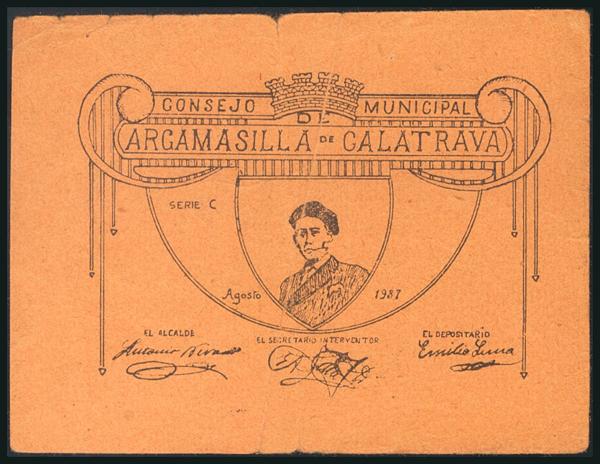 CONSEJO MUNICIPAL
DE
ARGAMASILLA DE CALATRAVA
SERIE C
Agosto 1937
EL ALCALDE
EL SECRETARIO INTERVENTOR
EL DEPOSITARIO
Emilio Luna